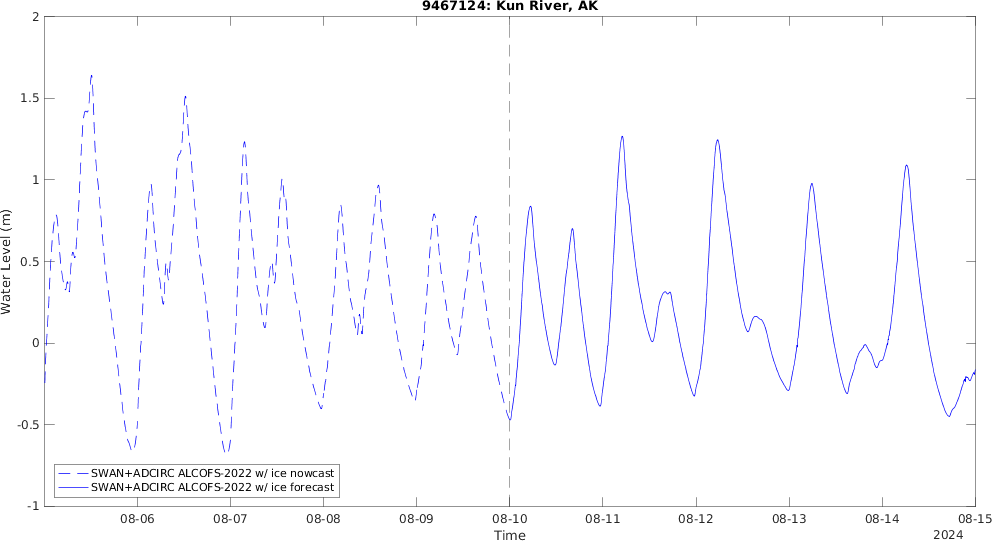 9467124: Kun River, AK
2
1.5
1
0.5
0
-0.5
-1
Water Level (m)
SWAN+ADCIRC ALCOFS-2022 w/ ice nowcast
SWAN+ADCIRC ALCOFS-2022 w/ ice forecast
08-06 08-07 08-08 08-09 08-10 08-11 08-12 08-13 08-14 08-15
Time
2024